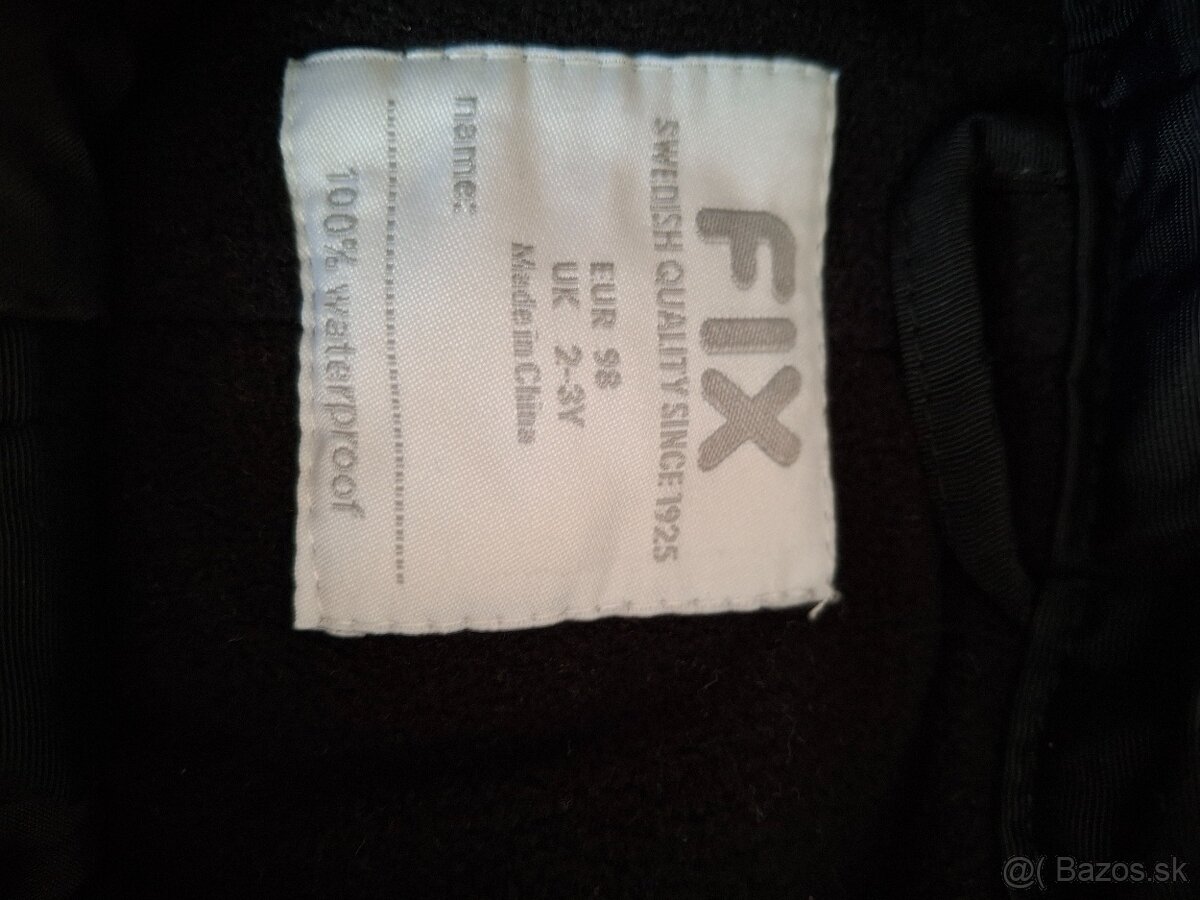 FIX
SWEDISH QUALITY SINCE 1925
EUR 98
UK 2-3Y
Made in China
name:
100% waterproof
@( Bazos.sk